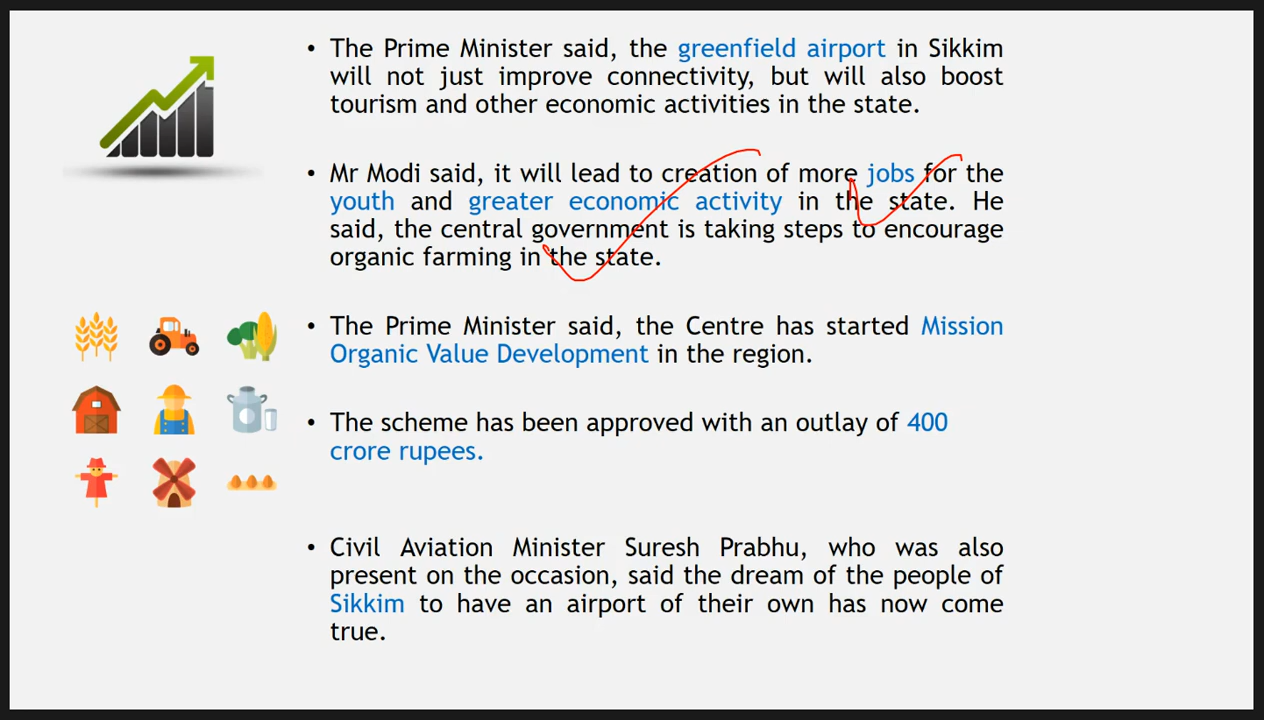 • The Prime Minister said, the greenfield airport in Sikkim
will not just improve connectivity, but will also boost
tourism and other economic activities in the state.
• Mr Modi said, it will lead to creation of more jobs for the
youth and greater economic activity in the state. He
said, the central government is taking steps to encourage
organic farming in the state.
• The Prime Minister said, the Centre has started Mission
Organic Value Development in the region.
• The scheme has been approved with an outlay of 400
crore rupees.
• Civil Aviation Minister Suresh Prabhu, who was also
present on the occasion, said the dream of the people of
Sikkim to have an airport of their own has now come
true.